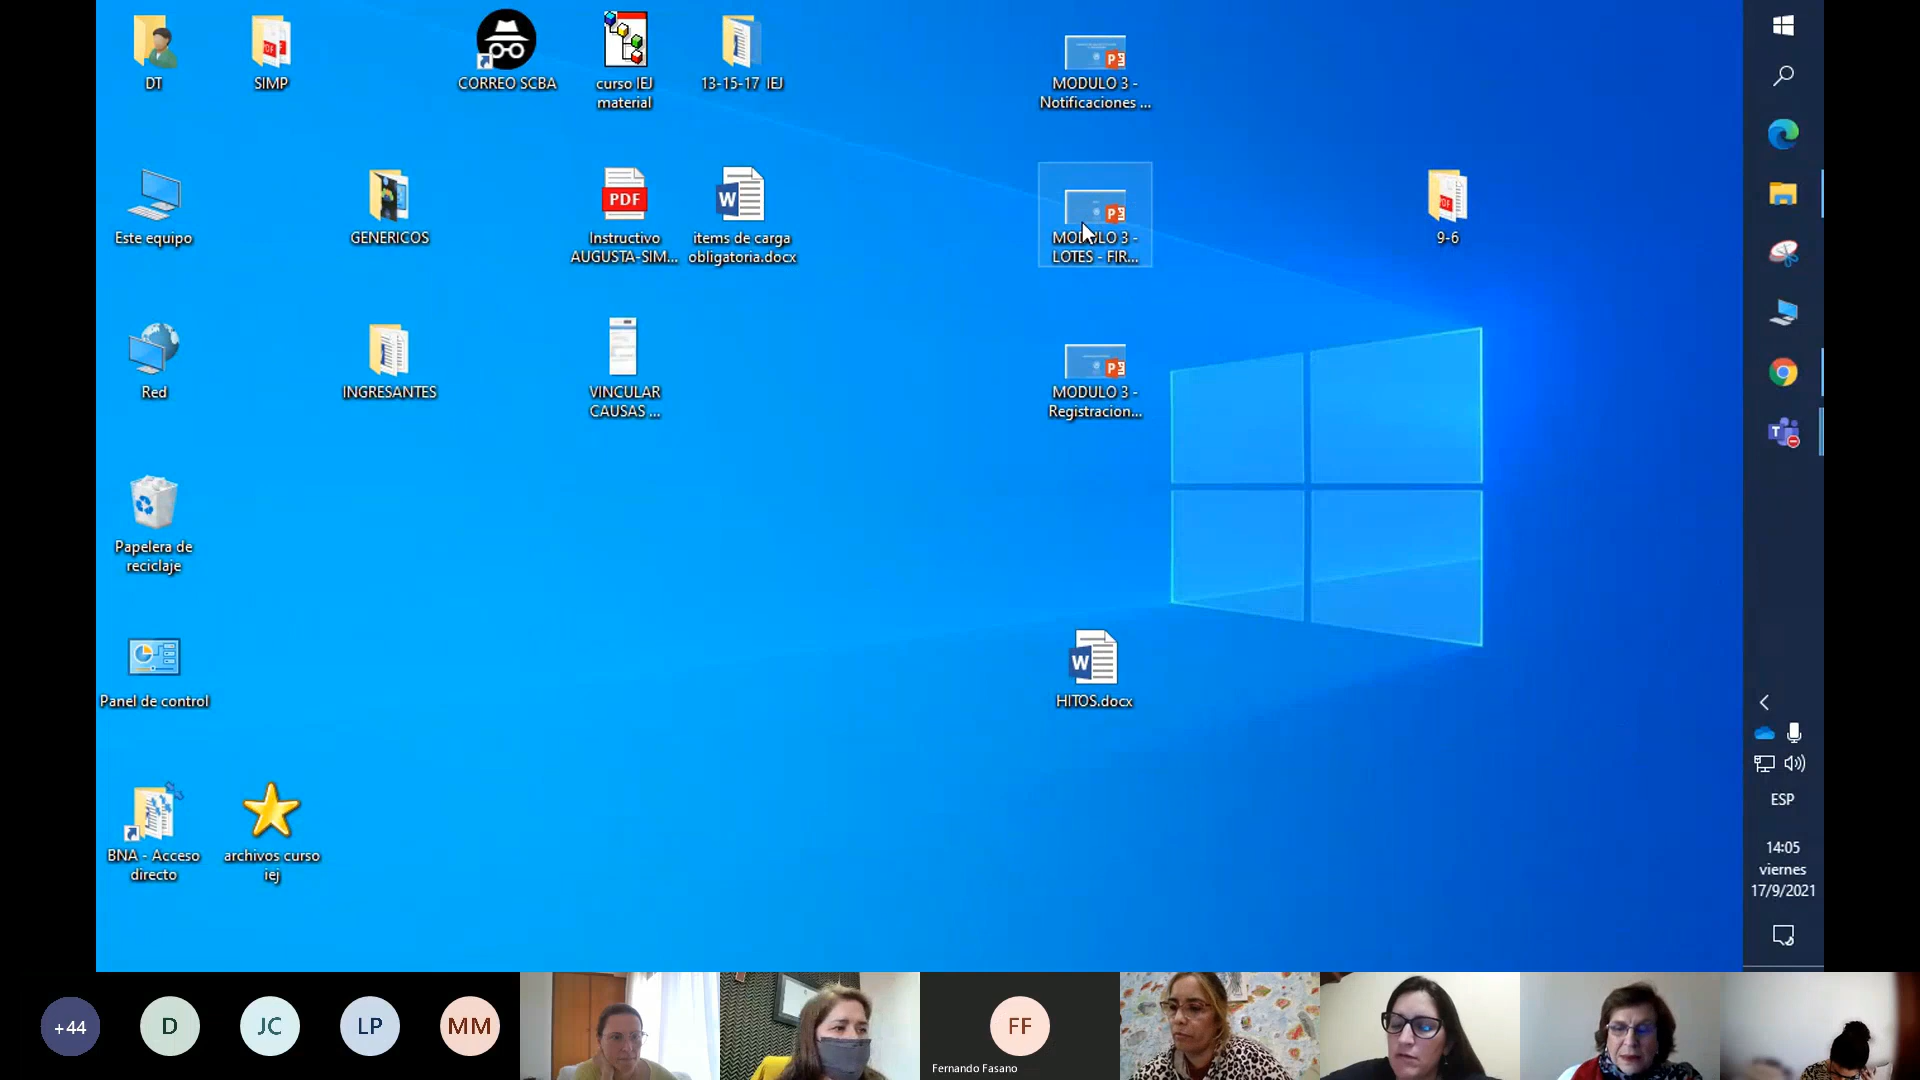 DT
SIMP
CORREO SCBA
curso IEJ
material
13-15-17 IEJ
MODULO 3 -
Notificaciones ...
Este equipo
GENERICOS
PDF
Instructivo
AUGUSTA-SIM...
items de carga
obligatoria.docx
MODULO 3 -
LOTES - FIR...
9-6
Red
INGRESANTES
VINCULAR
CAUSAS ...
MODULO 3 -
Registracion...
Papelera de
reciclaje
Panel de control
HITOS.docx
BNA - Acceso
directo
archivos curso
iej
ESP
14:05
viernes
17/9/2021
+44
D
JC
LP
MM
FF
Fernando Fasano